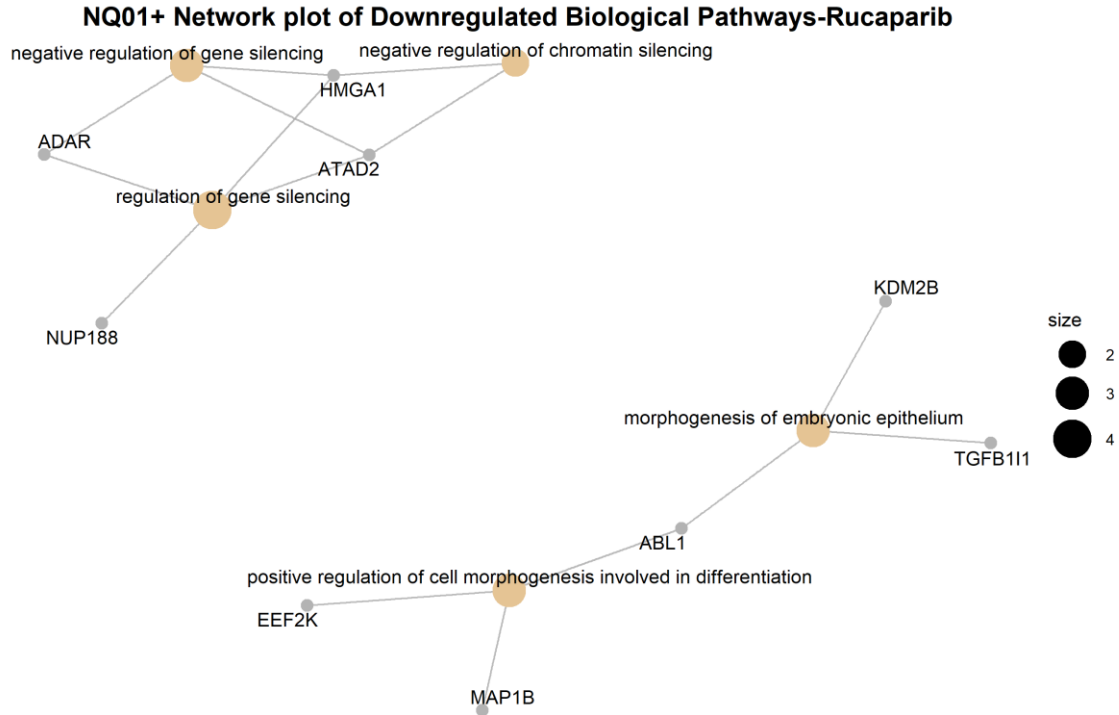 NQ01+ Network plot of Downregulated Biological Pathways-Rucaparib
negative regulation of gene silencing
negative regulation of chromatin silencing
HMGA1
ADAR
ATAD2
regulation of gene silencing
KDM2B
NUP188
size
2
3
4
morphogenesis of embryonic epithelium
TGFB1I1
ABL1
positive regulation of cell morphogenesis involved in differentiation
EEF2K
MAP1B